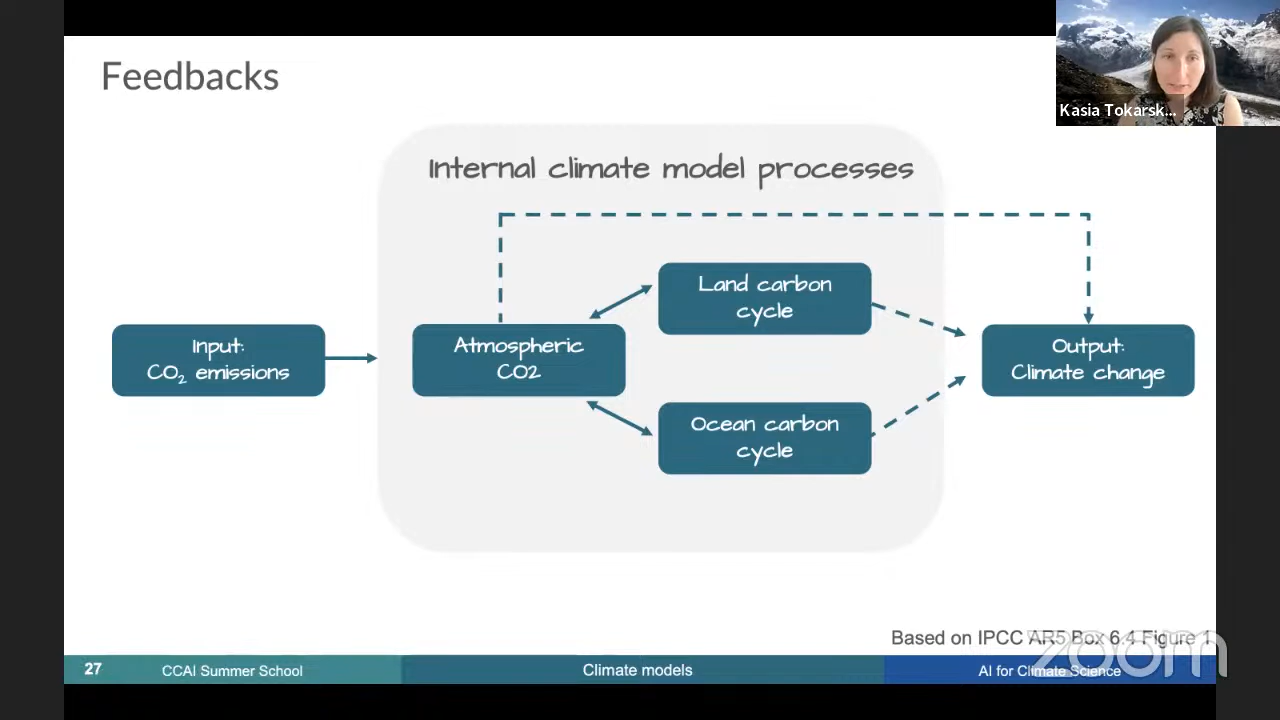 Feedbacks
Kasia Tokarsk...
Internal climate model processes
Land carbon
cycle
Input:
CO₂ emissions
Atmospheric
CO2
Output:
Climate change
Ocean carbon
cycle
Based on IPCC AR5 Box 6.4 Figure 1
zoom
27
CCAI Summer School
Climate models
AI for Climate Science